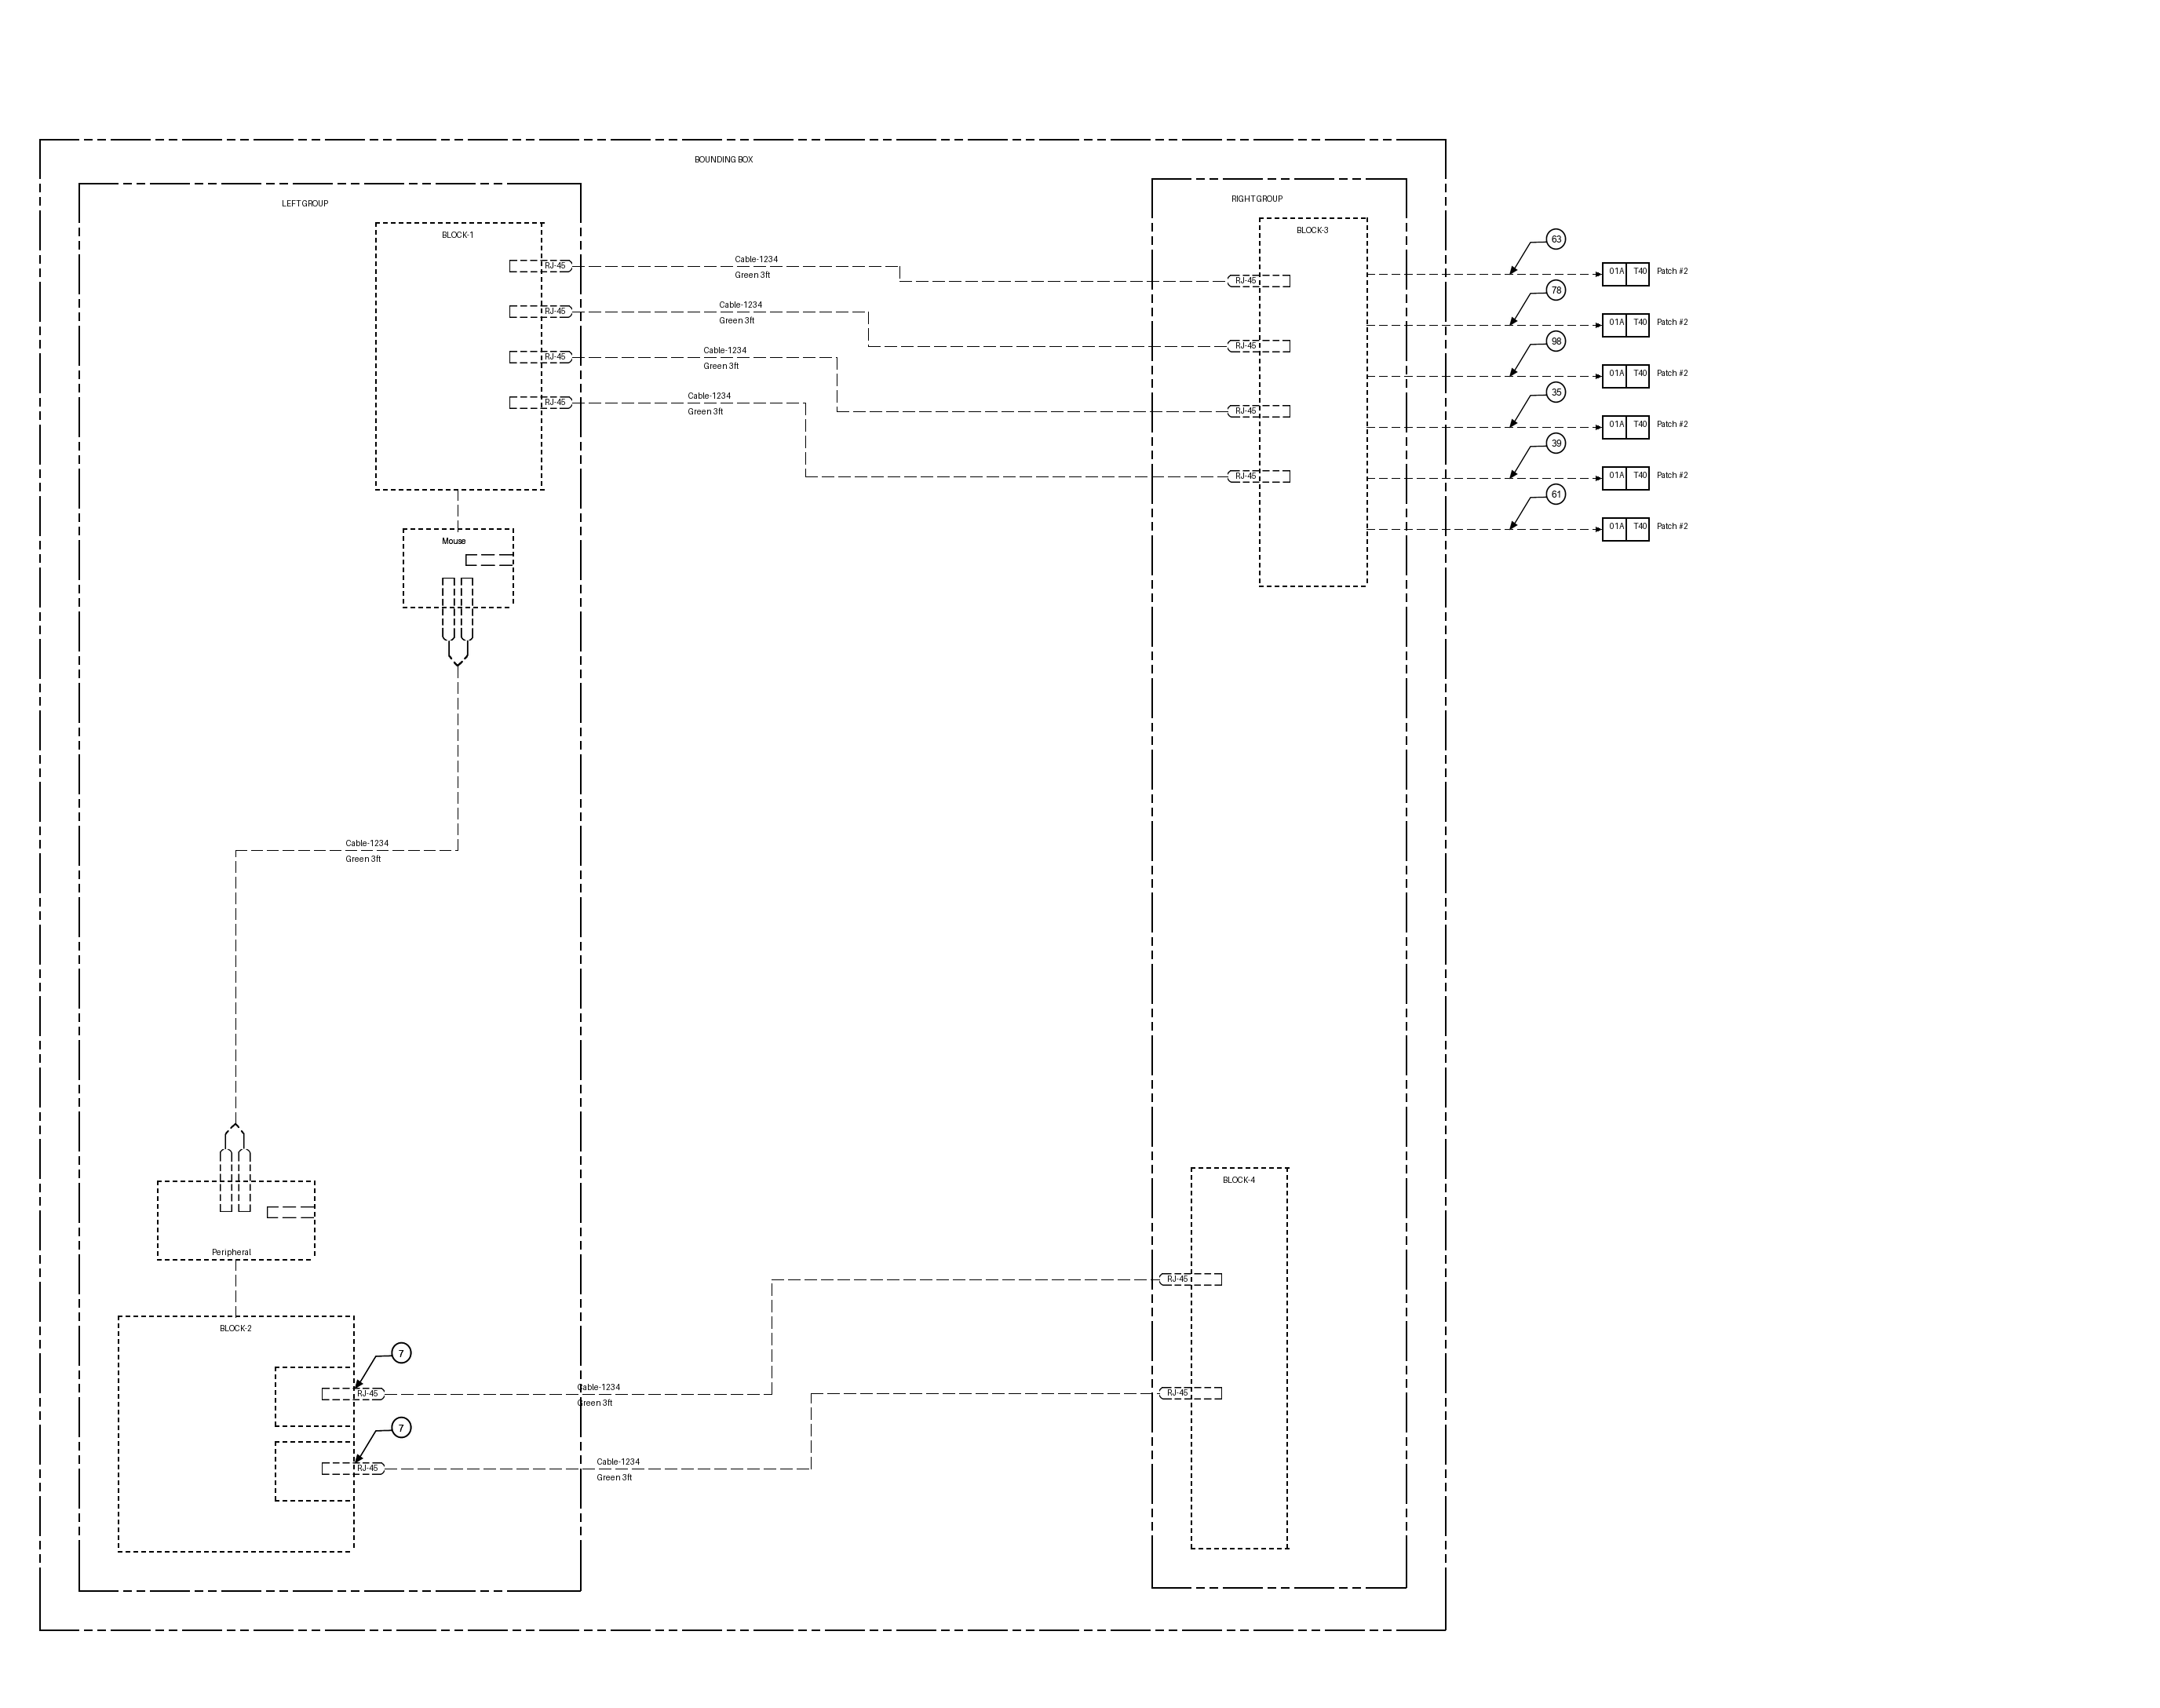 BOUNDING BOX
LEFT GROUP
RIGHT GROUP
BLOCK-1
BLOCK-3
63
RJ-45
Cable-1234
Green 3ft
RJ-45
01A T40 Patch #2
78
RJ-45
Cable-1234
Green 3ft
RJ-45
01A T40 Patch #2
98
RJ-45
Cable-1234
Green 3ft
01A T40 Patch #2
35
RJ-45
Cable-1234
Green 3ft
RJ-45
01A T40 Patch #2
39
RJ-45
01A T40 Patch #2
61
01A T40 Patch #2
Mouse
Cable-1234
Green 3ft
BLOCK-4
Peripheral
RJ-45
BLOCK-2
7
RJ-45
Cable-1234
Green 3ft
RJ-45
7
RJ-45
Cable-1234
Green 3ft